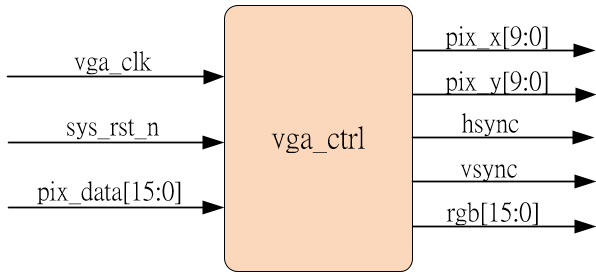 vga_clk
sys_rst_n
pix_data[15:0]
vga_ctrl
pix_x[9:0]
pix_y[9:0]
hsync
vsync
rgb[15:0]